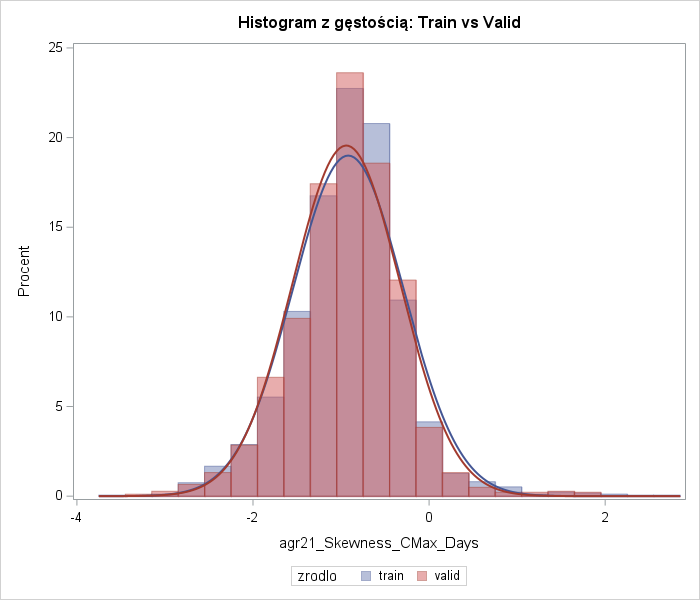 Histogram z gęstością: Train vs Valid
25
20
15
10
5
0
Procent
-4
-2
0
2
agr21_Skewness_CMax_Days
zrodlo train valid